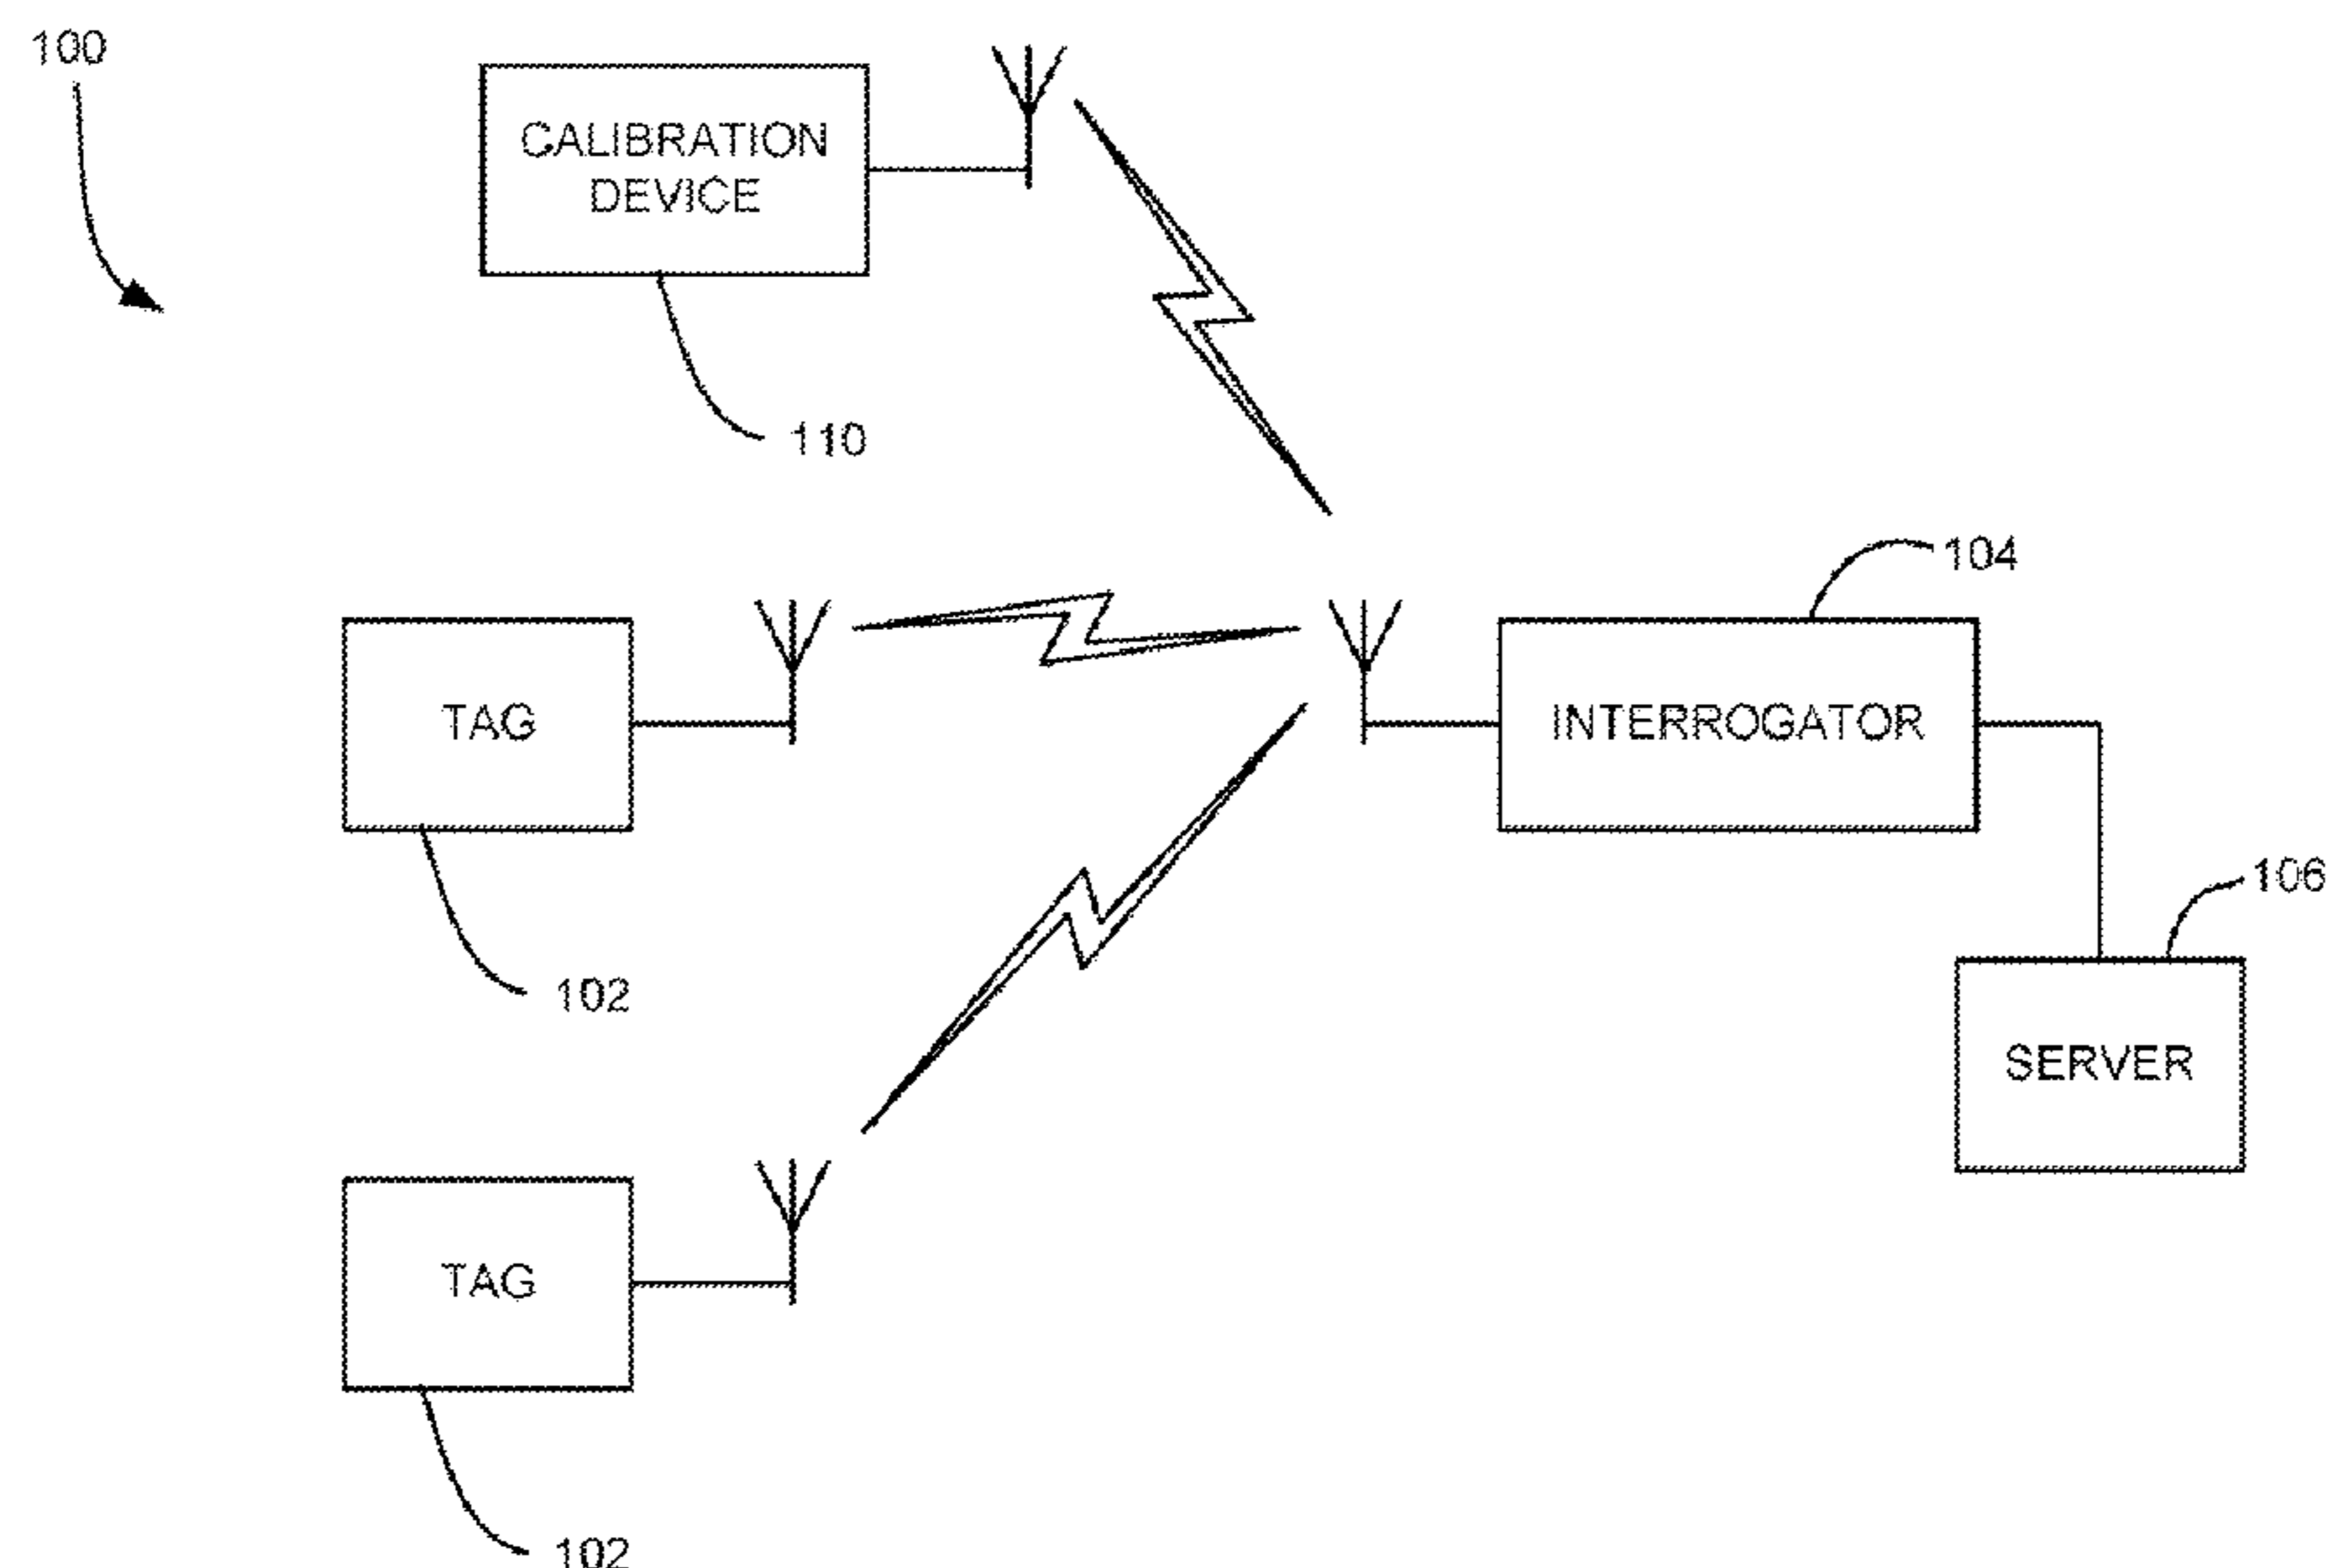 100
CALIBRATION
DEVICE
110
104
TAG
INTERROGATOR
106
102
SERVER
TAG
102